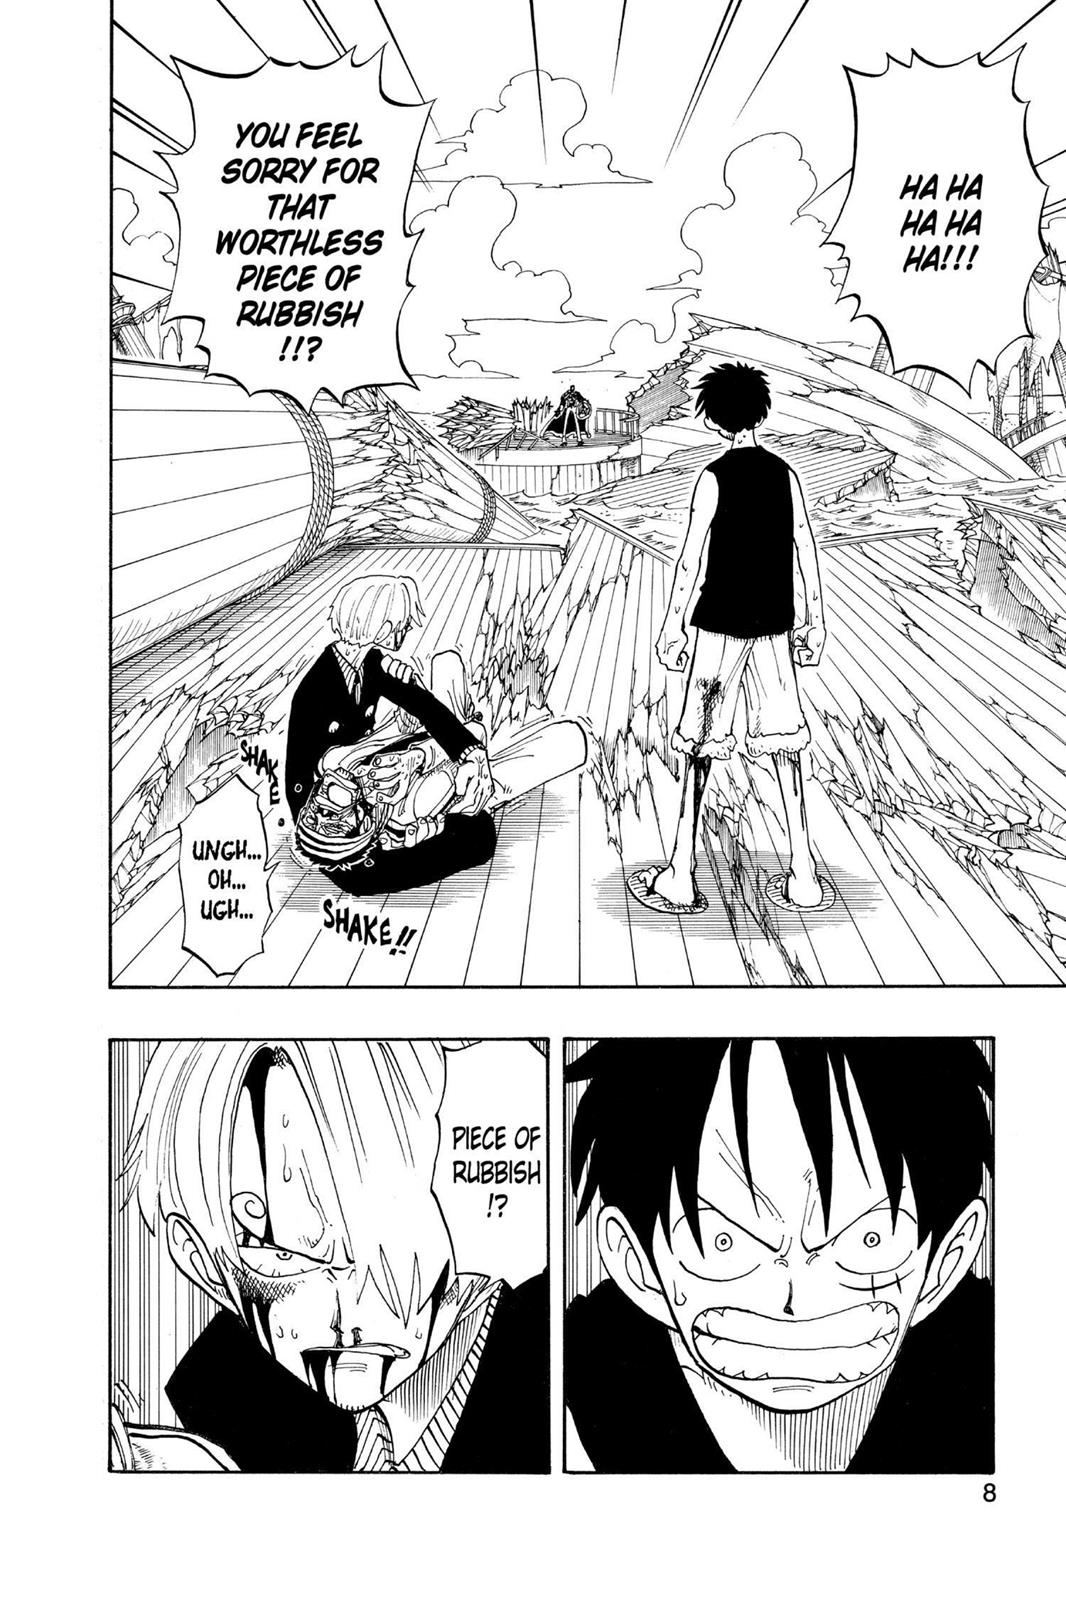 HA HA
HA HA
HA!!!
YOU FEEL
SORRY FOR
THAT
WORTHLESS
PIECE OF
RUBBISH
!!?
SHAKE
UNGH...
OH...
UGH...
SHAKE!!
PIECE OF
RUBBISH
!?
8